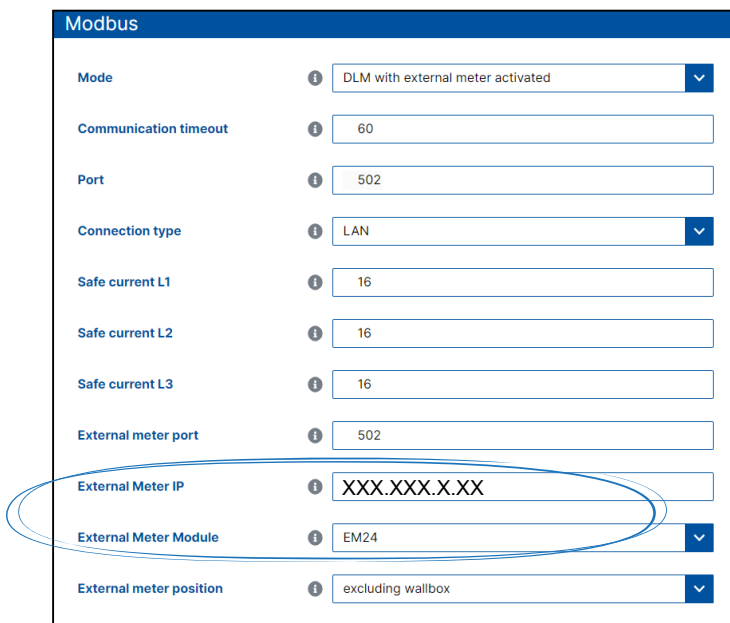 Modbus
Mode DLM with external meter activated
Communication timeout 60
Port 502
Connection type LAN
Safe current L1 16
Safe current L2 16
Safe current L3 16
External meter port 502
External Meter IP XXX.XXX.X.XX
External Meter Module EM24
External meter position excluding wallbox